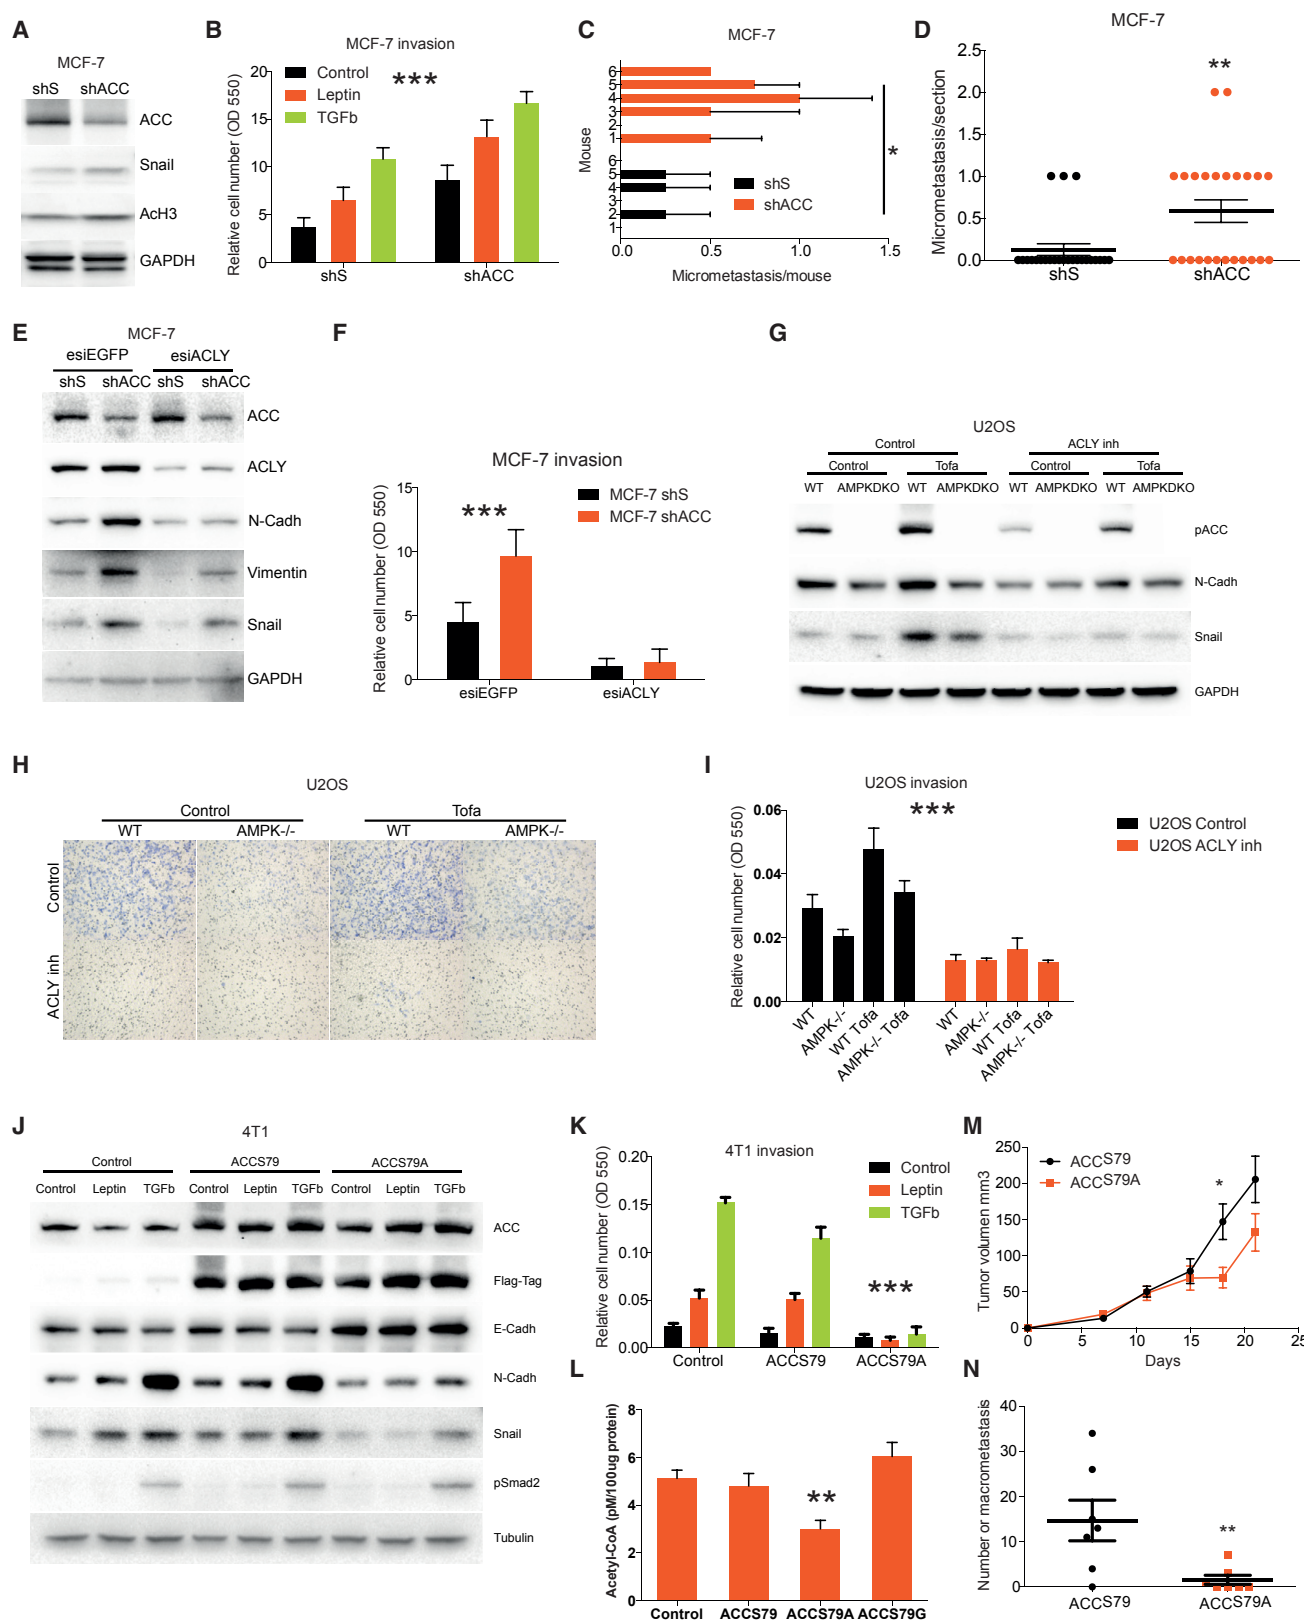 A
MCF-7
shS shACC
ACC
Snail
AcH3
GAPDH
B
MCF-7 invasion
Relative cell number (OD 550)
20
15
10
5
0
Control
Leptin
TGFb
***
shS shACC
C
MCF-7
Mouse
6
5
4
3
2
1
6
5
4
3
2
1
shS
shACC
*
0.0 0.5 1.0 1.5
Micrometastasis/mouse
D
MCF-7
Micrometastasis/section
2.5
2.0
1.5
1.0
0.5
0.0
**
shS shACC
E
MCF-7
esiEGFP esiACLY
shS shACC shS shACC
ACC
ACLY
N-Cadh
Vimentin
Snail
GAPDH
F
MCF-7 invasion
Relative cell number (OD 550)
15
10
5
0
***
MCF-7 shS
MCF-7 shACC
esiEGFP esiACLY
G
U2OS
Control ACLY inh
Control Tofa Control Tofa
WT AMPKDKO WT AMPKDKO WT AMPKDKO WT AMPKDKO
pACC
N-Cadh
Snail
GAPDH
H
U2OS
Control Tofa
WT AMPK-/- WT AMPK-/-
Control
ACLY inh
I
U2OS invasion
Relative cell number (OD 550)
0.06
0.04
0.02
0.00
***
U2OS Control
U2OS ACLY inh
WT AMPK-/- WT Tofa AMPK-/- Tofa WT AMPK-/- WT Tofa AMPK-/- Tofa
J
4T1
Control ACCS79 ACCS79A
Control Leptin TGFb Control Leptin TGFb Control Leptin TGFb
ACC
Flag-Tag
E-Cadh
N-Cadh
Snail
pSmad2
Tubulin
K
4T1 invasion
Relative cell number (OD 550)
0.20
0.15
0.10
0.05
0.00
Control
Leptin
TGFb
***
Control ACCS79 ACCS79A
L
Acetyl-CoA (pM/100ug protein)
8
6
4
2
0
**
Control ACCS79 ACCS79A ACCS79G
M
Tumor volumen mm3
250
200
150
100
50
0
ACCS79
ACCS79A
*
0 5 10 15 20 25
Days
N
Number or macrometastasis
40
30
20
10
0
**
ACCS79 ACCS79A